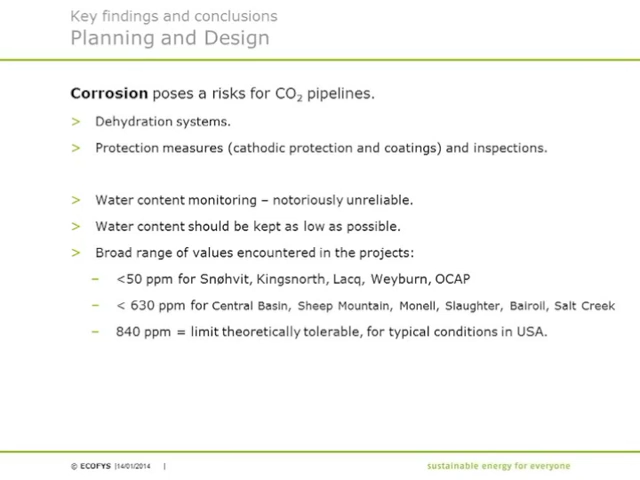 Key findings and conclusions
Planning and Design
Corrosion poses a risks for CO₂ pipelines.
> Dehydration systems.
> Protection measures (cathodic protection and coatings) and inspections.
> Water content monitoring – notoriously unreliable.
> Water content should be kept as low as possible.
> Broad range of values encountered in the projects:
– <50 ppm for Snøhvit, Kingsnorth, Lacq, Weyburn, OCAP
– < 630 ppm for Central Basin, Sheep Mountain, Monell, Slaughter, Bairoil, Salt Creek
– 840 ppm = limit theoretically tolerable, for typical conditions in USA.
© ECOFYS |14/01/2014 |
sustainable energy for everyone